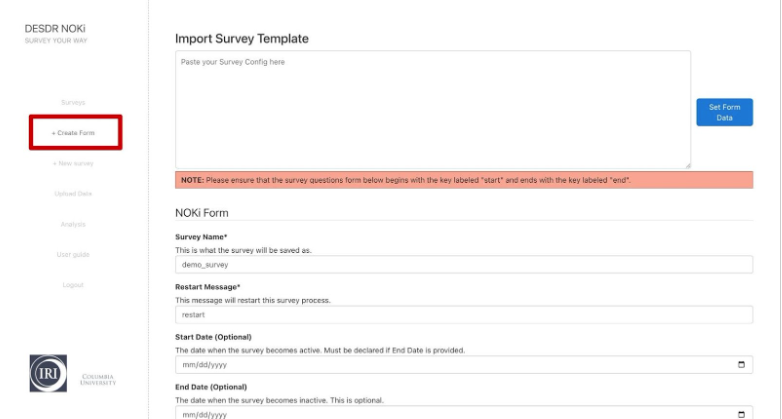 DESDR NOKi
SURVEY YOUR WAY
Surveys
+ Create Form
+ New survey
Upload Data
Analysis
User guide
Logout
IRI
COLUMBIA
UNIVERSITY
Import Survey Template
Paste your Survey Config here
Set Form
Data
NOTE: Please ensure that the survey questions form below begins with the key labeled "start" and ends with the key labeled "end".
NOKi Form
Survey Name*
This is what the survey will be saved as.
demo_survey
Restart Message*
This message will restart this survey process.
restart
Start Date (Optional)
The date when the survey becomes active. Must be declared if End Date is provided.
mm/dd/yyyy
End Date (Optional)
The date when the survey becomes inactive. This is optional.
mm/dd/yyyy